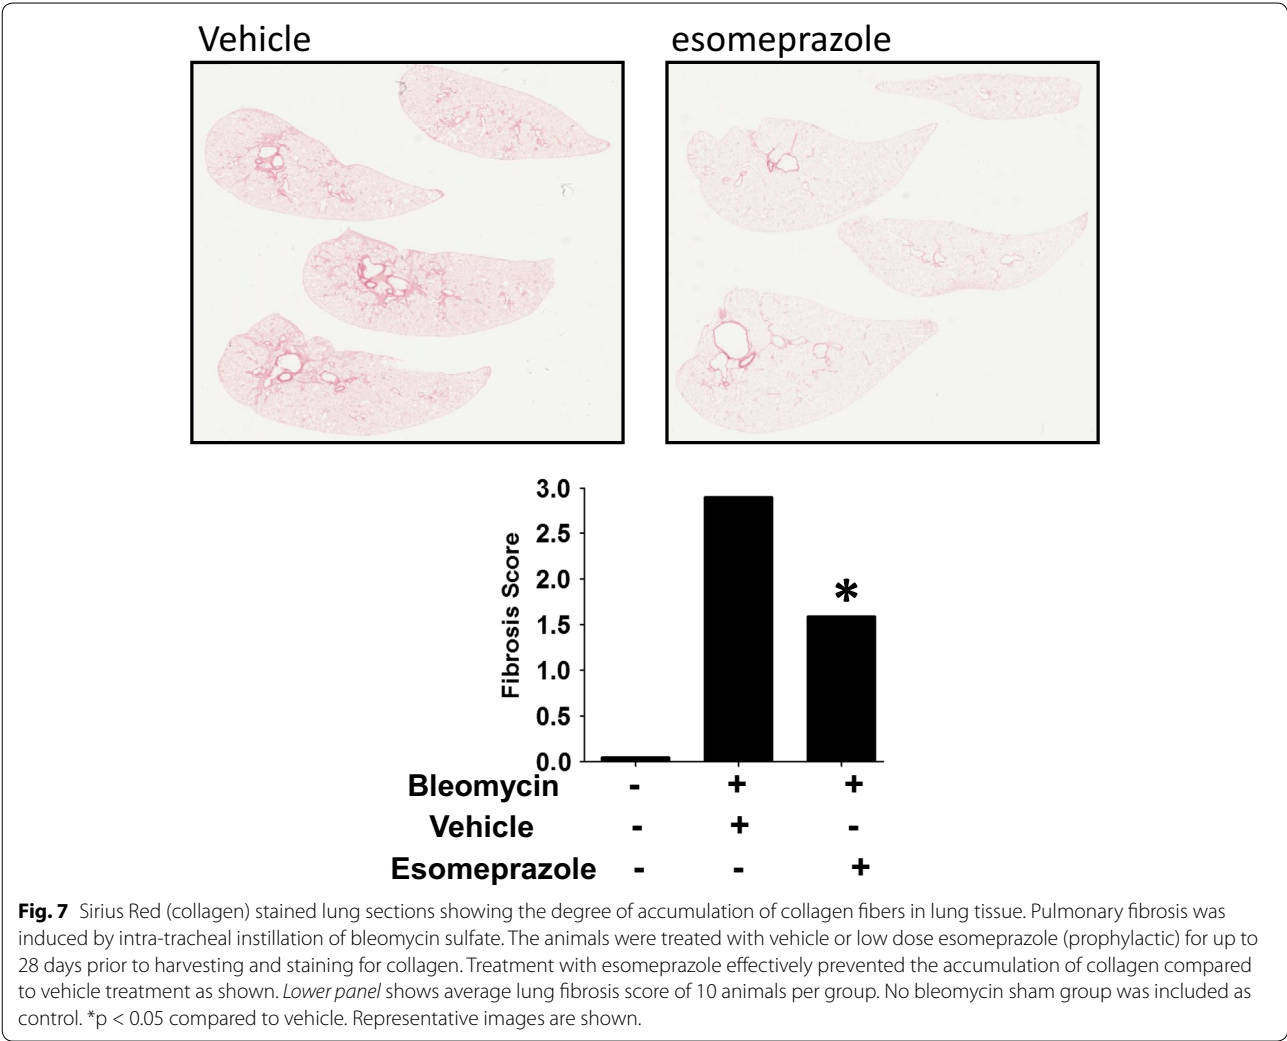 Vehicle
esomeprazole
3.0
2.5
2.0
1.5
1.0
0.5
0.0
Fibrosis Score
*
Bleomycin - + +
Vehicle - + -
Esomeprazole - - +
Fig. 7 Sirius Red (collagen) stained lung sections showing the degree of accumulation of collagen fibers in lung tissue. Pulmonary fibrosis was
induced by intra-tracheal instillation of bleomycin sulfate. The animals were treated with vehicle or low dose esomeprazole (prophylactic) for up to
28 days prior to harvesting and staining for collagen. Treatment with esomeprazole effectively prevented the accumulation of collagen compared
to vehicle treatment as shown. Lower panel shows average lung fibrosis score of 10 animals per group. No bleomycin sham group was included as
control. *p < 0.05 compared to vehicle. Representative images are shown.